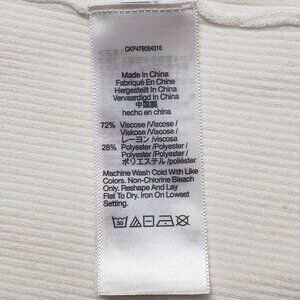 CKP479084316
Made In China
Fabriqué En Chine
Hergestellt In China
Vervaardigd In China
中国製
hecho en china
72% Viscose /Viscose /
Viskose /Viscose /
レーヨン /viscosa
28% Polyester /Polyester /
Polyester /Polyester /
ポリエステル /poliéster
Machine Wash Cold With Like
Colors. Non-Chlorine Bleach
Only. Reshape And Lay
Flat To Dry. Iron On Lowest
Setting.